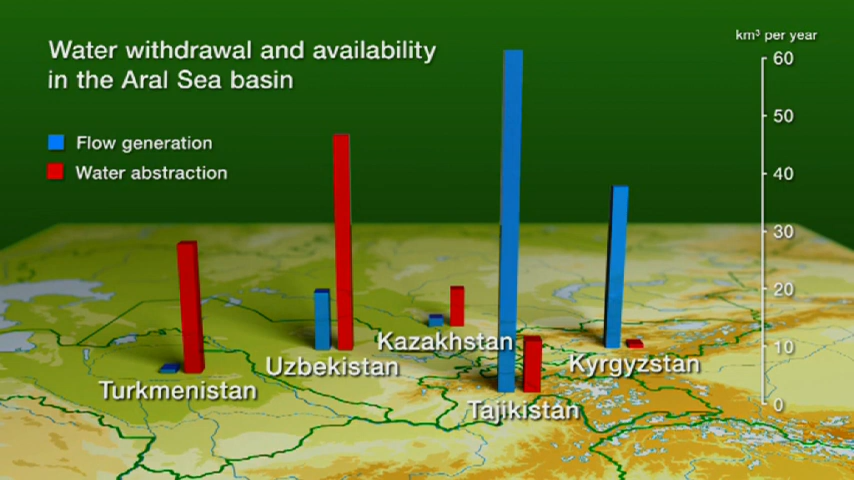 Water withdrawal and availability
in the Aral Sea basin
Flow generation
Water abstraction
km³ per year
60
50
40
30
20
10
0
Kazakhstan
Uzbekistan
Kyrgyzstan
Turkmenistan
Tajikistan